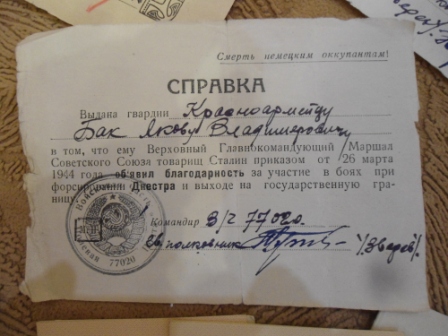 Смерть немецким оккупантам!
СПРАВКА
Выдана гвардии Красноармейцу
Бак Якову Владимировичу
в том, что ему Верховный Главнокомандующий Маршал
Советского Союза товарищ Сталин приказом от 26 марта
1944 года объявил благодарность за участие в боях при
форсировании Днестра и выходе на государственную гра-
ницу.
Командир В/Ч 77020.
Гв. полковник /Зверев/.
77020